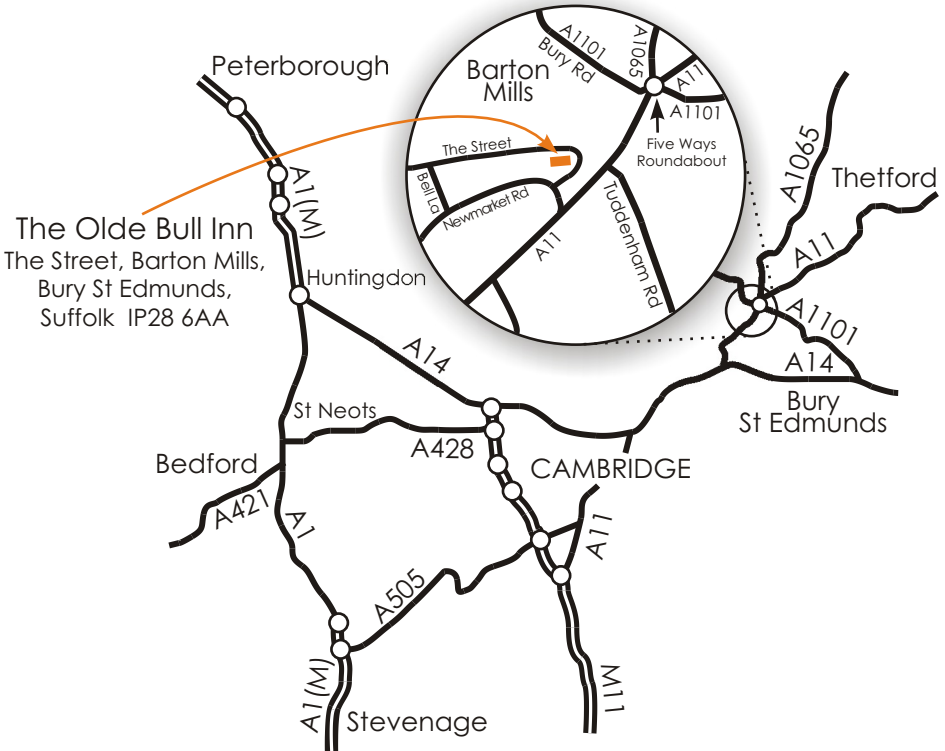 Peterborough
A1(M)
The Olde Bull Inn
The Street, Barton Mills,
Bury St Edmunds,
Suffolk IP28 6AA
Huntingdon
A14
St Neots
A428
Bedford
A421
A1
A505
A1(M)
Stevenage
M11
A11
CAMBRIDGE
Barton
Mills
A1101
Bury Rd
A1065
A11
A1101
Five Ways
Roundabout
The Street
Bell La
Newmarket Rd
A11
Tuddenham Rd
A1065
Thetford
A11
A1101
A14
Bury
St Edmunds